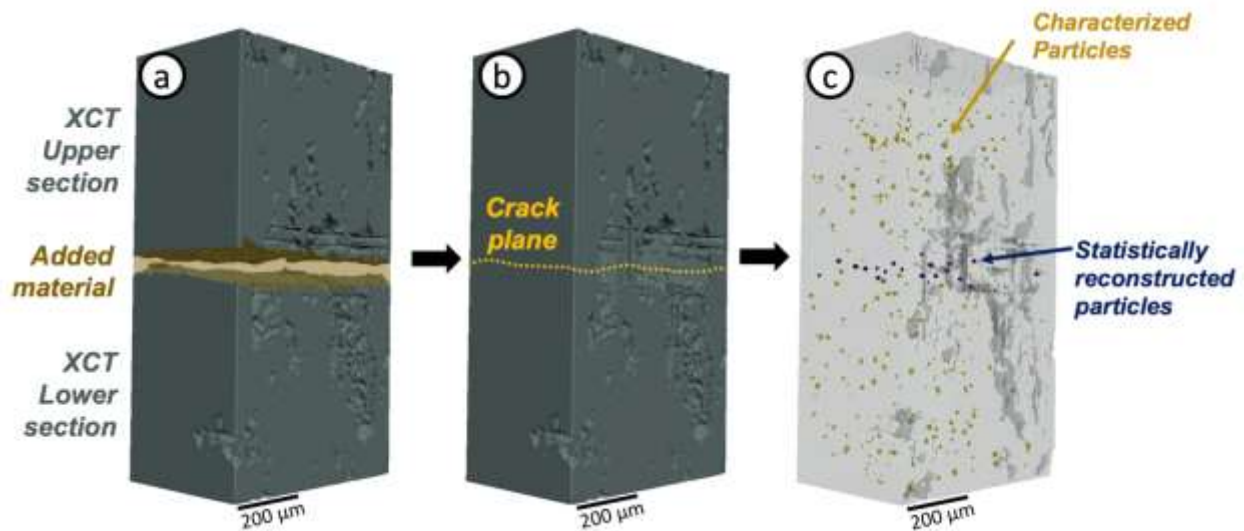 a
XCT
Upper
section
Added
material
XCT
Lower
section
200 µm
b
Crack
plane
200 µm
c
Characterized
Particles
Statistically
reconstructed
particles
200 µm